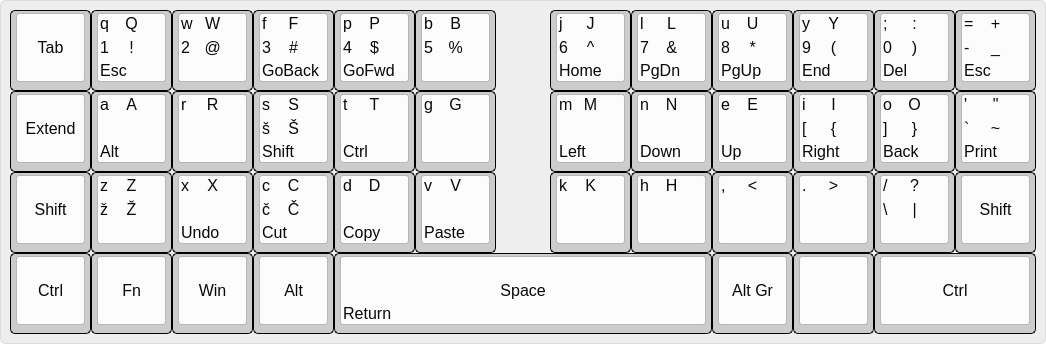 Tab q Q w W f F p P b B j J l L u U y Y ; : = +
1 ! 2 @ 3 # 4 $ 5 % 6 ^ 7 & 8 * 9 ( 0 ) - _
Esc GoBack GoFwd Home PgDn PgUp End Del Esc
Extend a A r R s S t T g G m M n N e E i I o O ' "
š Š [ { ] } ` ~
Alt Shift Ctrl Left Down Up Right Back Print
Shift z Z x X c C d D v V k K h H , < . > / ? Shift
ž Ž č Č \ |
Undo Cut Copy Paste
Ctrl Fn Win Alt Space Alt Gr Ctrl
Return